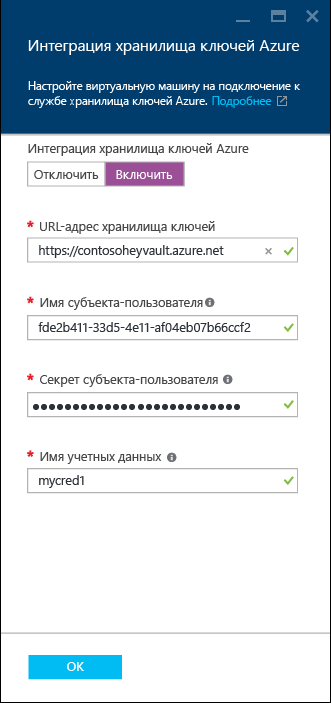 Интеграция хранилища ключей Azure
Настройте виртуальную машину на подключение к
службе хранилища ключей Azure. Подробнее
Интеграция хранилища ключей Azure
Отключить Включить
* URL-адрес хранилища ключей
https://contosoheyvault.azure.net
* Имя субъекта-пользователя
fde2b411-33d5-4e11-af04eb07b66ccf2
* Секрет субъекта-пользователя
●●●●●●●●●●●●●●●●●●●●●●●●●●●
* Имя учетных данных
mycred1
OK